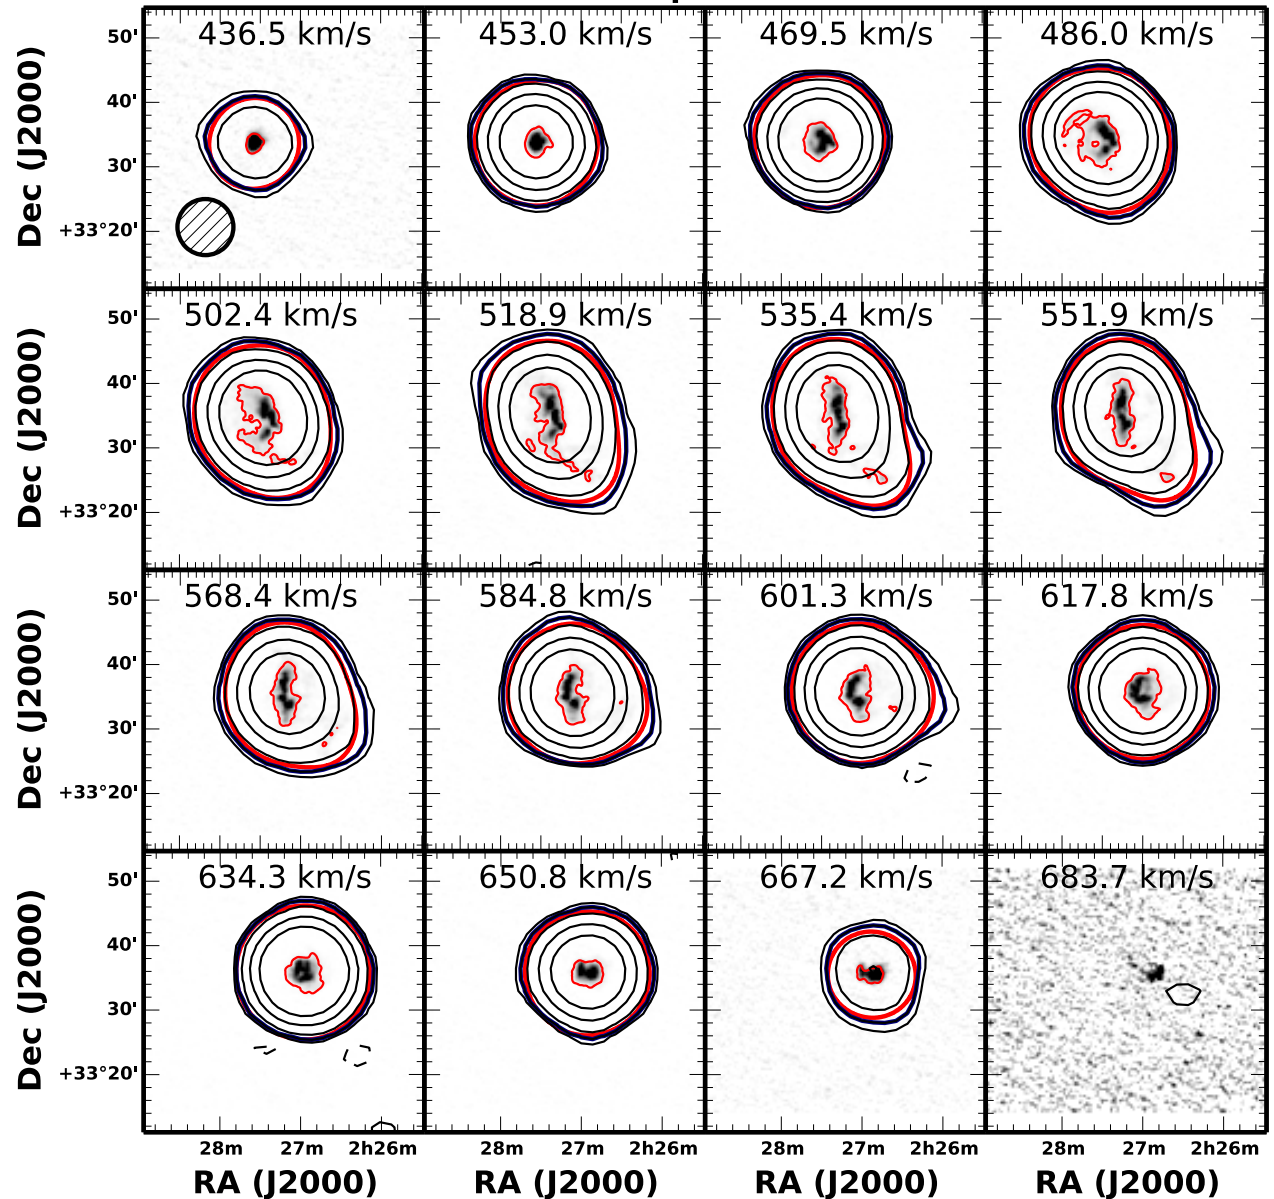 436.5 km/s 453.0 km/s 469.5 km/s 486.0 km/s
50'
40'
30'
+33°20'
Dec (J2000)
502.4 km/s 518.9 km/s 535.4 km/s 551.9 km/s
50'
40'
30'
+33°20'
Dec (J2000)
568.4 km/s 584.8 km/s 601.3 km/s 617.8 km/s
50'
40'
30'
+33°20'
Dec (J2000)
634.3 km/s 650.8 km/s 667.2 km/s 683.7 km/s
50'
40'
30'
+33°20'
Dec (J2000)
28m 27m 2h26m 28m 27m 2h26m 28m 27m 2h26m 28m 27m 2h26m
RA (J2000) RA (J2000) RA (J2000) RA (J2000)